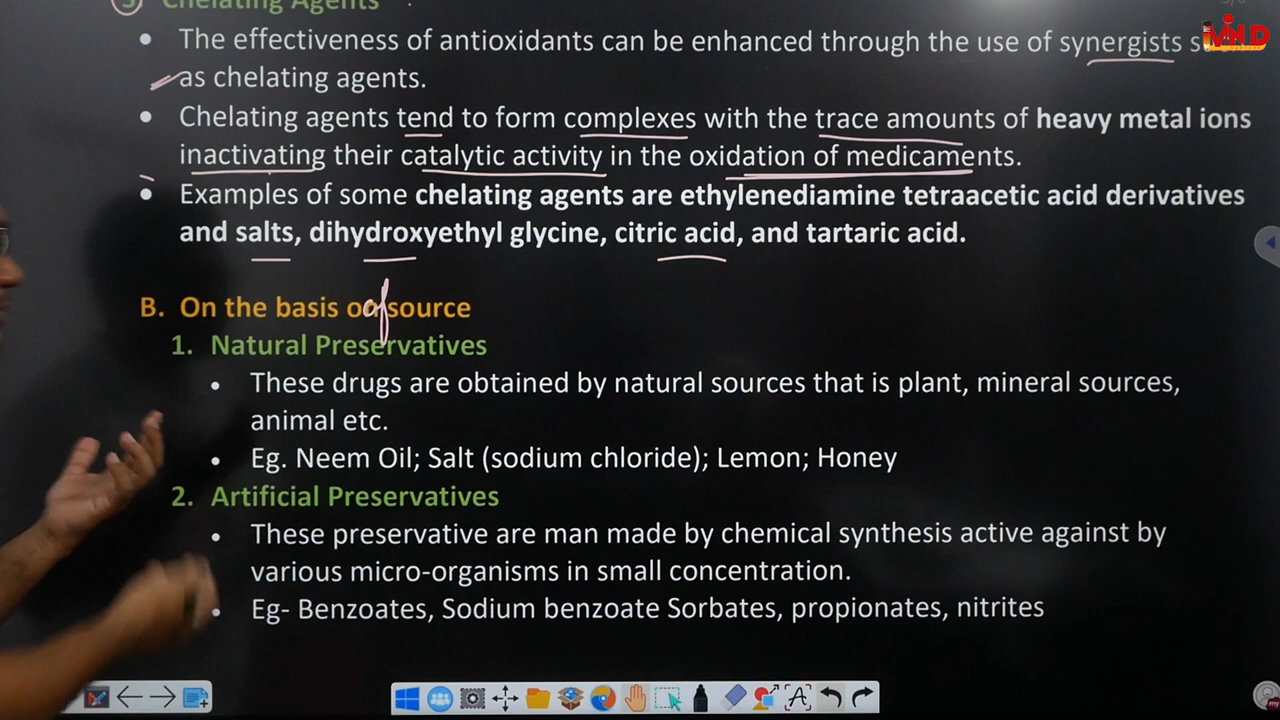 3) Chelating Agents
• The effectiveness of antioxidants can be enhanced through the use of synergists
as chelating agents.
• Chelating agents tend to form complexes with the trace amounts of heavy metal ions
inactivating their catalytic activity in the oxidation of medicaments.
• Examples of some chelating agents are ethylenediamine tetraacetic acid derivatives
and salts, dihydroxyethyl glycine, citric acid, and tartaric acid.
B. On the basis of source
1. Natural Preservatives
• These drugs are obtained by natural sources that is plant, mineral sources,
animal etc.
• Eg. Neem Oil; Salt (sodium chloride); Lemon; Honey
2. Artificial Preservatives
• These preservative are man made by chemical synthesis active against by
various micro-organisms in small concentration.
• Eg- Benzoates, Sodium benzoate Sorbates, propionates, nitrites